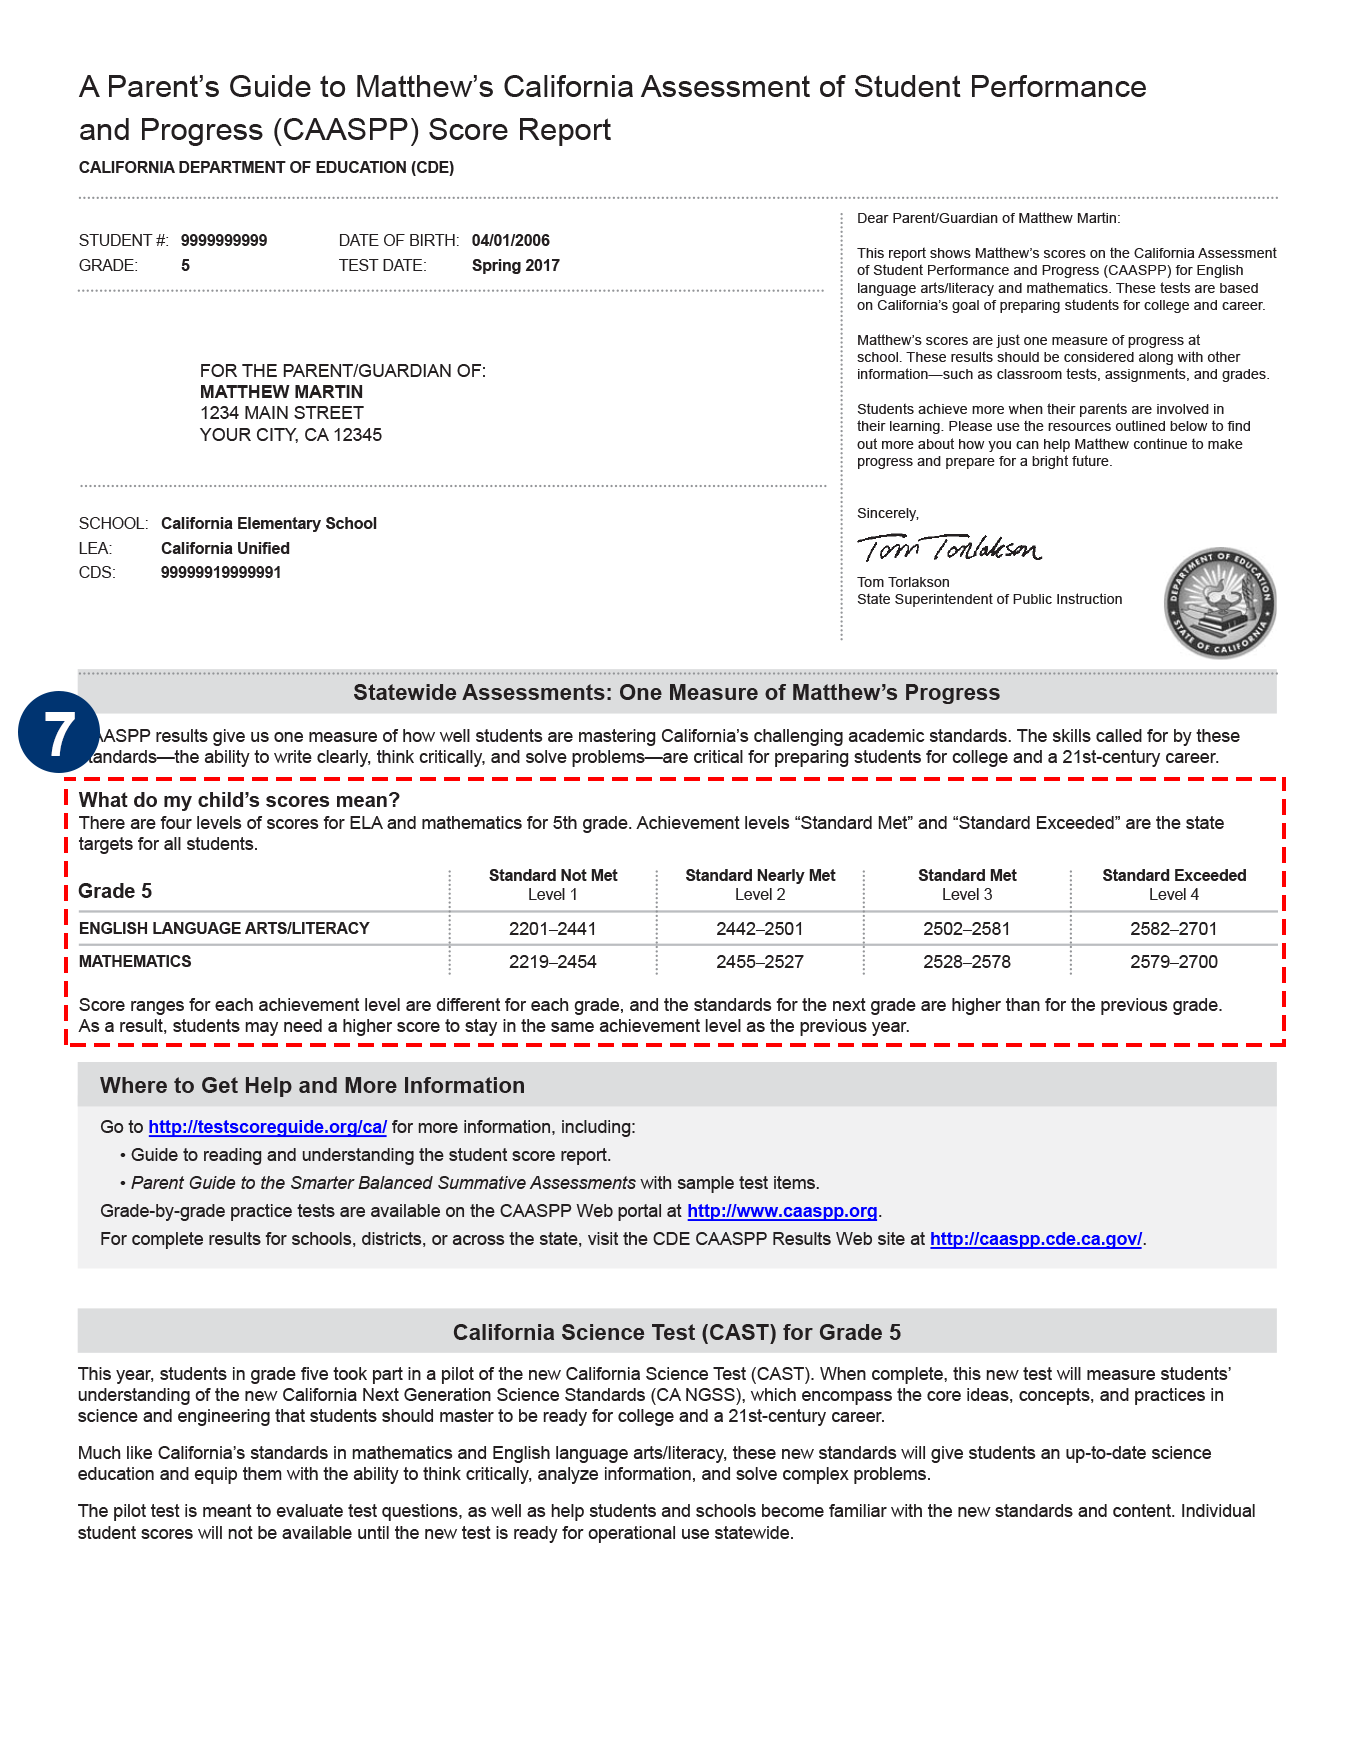 A Parent’s Guide to Matthew’s California Assessment of Student Performance
and Progress (CAASPP) Score Report
CALIFORNIA DEPARTMENT OF EDUCATION (CDE)
STUDENT #: 9999999999 DATE OF BIRTH: 04/01/2006
GRADE: 5 TEST DATE: Spring 2017
FOR THE PARENT/GUARDIAN OF:
MATTHEW MARTIN
1234 MAIN STREET
YOUR CITY, CA 12345
SCHOOL: California Elementary School
LEA: California Unified
CDS: 99999919999991
Dear Parent/Guardian of Matthew Martin:
This report shows Matthew’s scores on the California Assessment
of Student Performance and Progress (CAASPP) for English
language arts/literacy and mathematics. These tests are based
on California’s goal of preparing students for college and career.
Matthew’s scores are just one measure of progress at
school. These results should be considered along with other
information—such as classroom tests, assignments, and grades.
Students achieve more when their parents are involved in
their learning. Please use the resources outlined below to find
out more about how you can help Matthew continue to make
progress and prepare for a bright future.
Sincerely,
Tom Torlakson
Tom Torlakson
State Superintendent of Public Instruction
DEPARTMENT OF EDUCATION
STATE OF CALIFORNIA
Statewide Assessments: One Measure of Matthew’s Progress
7
AASPP results give us one measure of how well students are mastering California’s challenging academic standards. The skills called for by these
tandards—the ability to write clearly, think critically, and solve problems—are critical for preparing students for college and a 21st-century career.
What do my child’s scores mean?
There are four levels of scores for ELA and mathematics for 5th grade. Achievement levels “Standard Met” and “Standard Exceeded” are the state
targets for all students.
Grade 5 Standard Not Met Level 1 Standard Nearly Met Level 2 Standard Met Level 3 Standard Exceeded Level 4
ENGLISH LANGUAGE ARTS/LITERACY 2201–2441 2442–2501 2502–2581 2582–2701
MATHEMATICS 2219–2454 2455–2527 2528–2578 2579–2700
Score ranges for each achievement level are different for each grade, and the standards for the next grade are higher than for the previous grade.
As a result, students may need a higher score to stay in the same achievement level as the previous year.
Where to Get Help and More Information
Go to http://testscoreguide.org/ca/ for more information, including:
• Guide to reading and understanding the student score report.
• Parent Guide to the Smarter Balanced Summative Assessments with sample test items.
Grade-by-grade practice tests are available on the CAASPP Web portal at http://www.caaspp.org.
For complete results for schools, districts, or across the state, visit the CDE CAASPP Results Web site at http://caaspp.cde.ca.gov/.
California Science Test (CAST) for Grade 5
This year, students in grade five took part in a pilot of the new California Science Test (CAST). When complete, this new test will measure students’
understanding of the new California Next Generation Science Standards (CA NGSS), which encompass the core ideas, concepts, and practices in
science and engineering that students should master to be ready for college and a 21st-century career.
Much like California’s standards in mathematics and English language arts/literacy, these new standards will give students an up-to-date science
education and equip them with the ability to think critically, analyze information, and solve complex problems.
The pilot test is meant to evaluate test questions, as well as help students and schools become familiar with the new standards and content. Individual
student scores will not be available until the new test is ready for operational use statewide.